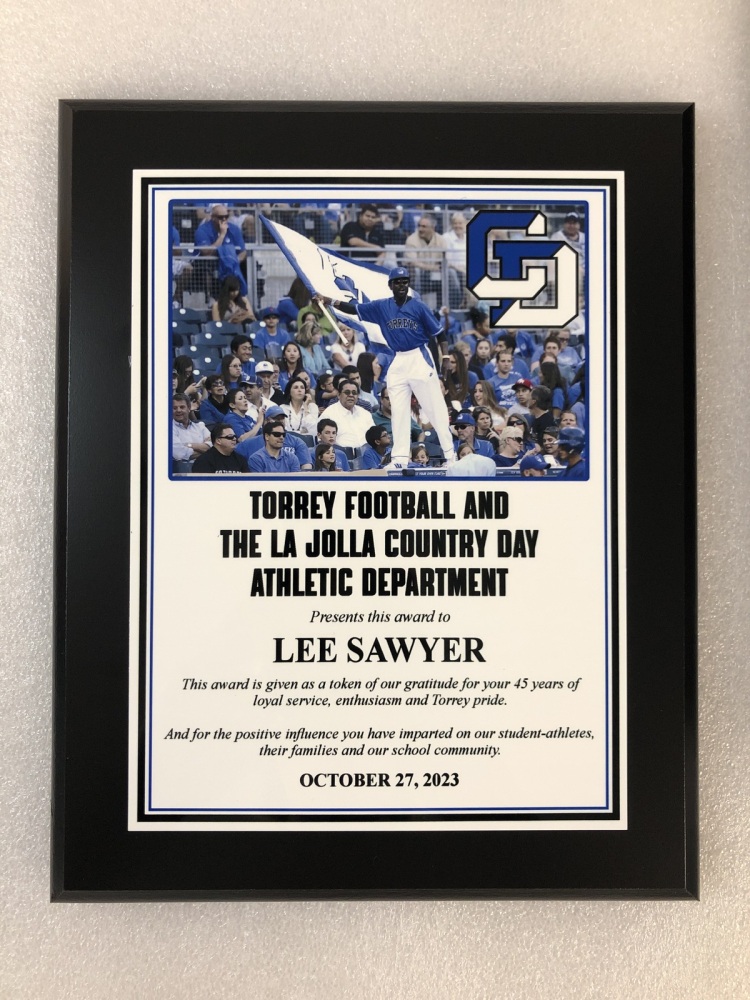 CD
TORREYS
TORREY FOOTBALL AND
THE LA JOLLA COUNTRY DAY
ATHLETIC DEPARTMENT
Presents this award to
LEE SAWYER
This award is given as a token of our gratitude for your 45 years of
loyal service, enthusiasm and Torrey pride.
And for the positive influence you have imparted on our student-athletes,
their families and our school community.
OCTOBER 27, 2023